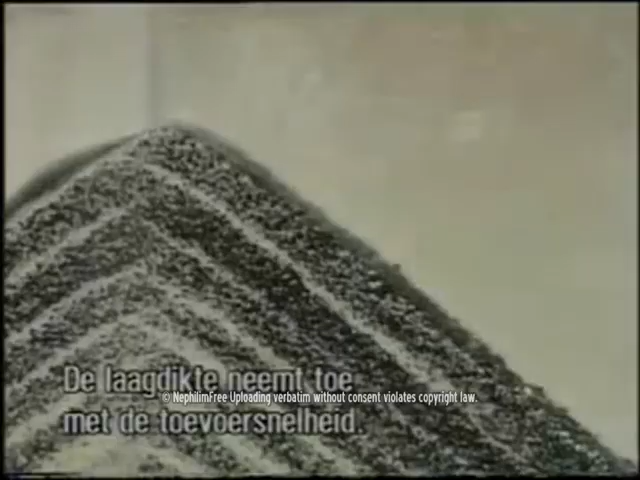 De laagdikte neemt toe
© NephilimFree Uploading verbatim without consent violates copyright law.
met de toevoersnelheid.